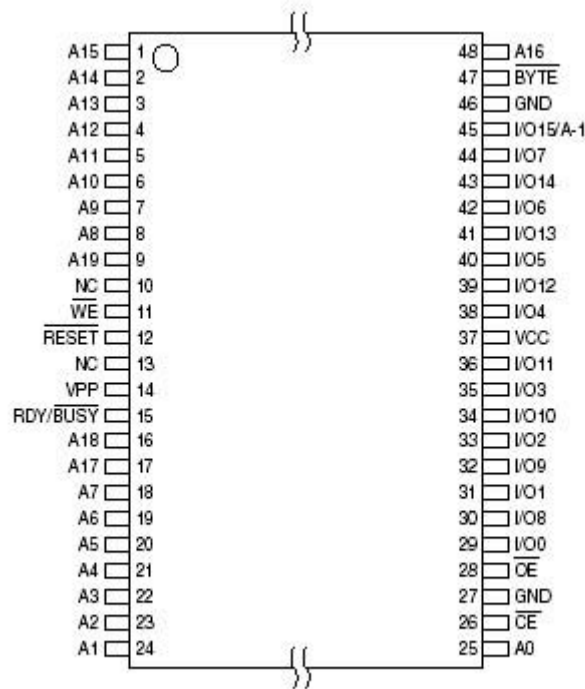 A15 1 48 A16
A14 2 47 BYTE
A13 3 46 GND
A12 4 45 I/O15/A-1
A11 5 44 I/O7
A10 6 43 I/O14
A9 7 42 I/O6
A8 8 41 I/O13
A19 9 40 I/O5
NC 10 39 I/O12
WE 11 38 I/O4
RESET 12 37 VCC
NC 13 36 I/O11
VPP 14 35 I/O3
RDY/BUSY 15 34 I/O10
A18 16 33 I/O2
A17 17 32 I/O9
A7 18 31 I/O1
A6 19 30 I/O8
A5 20 29 I/O0
A4 21 28 OE
A3 22 27 GND
A2 23 26 CE
A1 24 25 A0